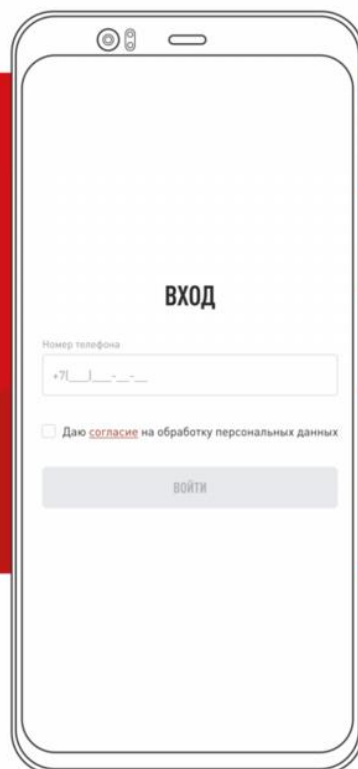 ВХОД
Номер телефона
+7(___)___-__-__
Даю согласие на обработку персональных данных
ВОЙТИ